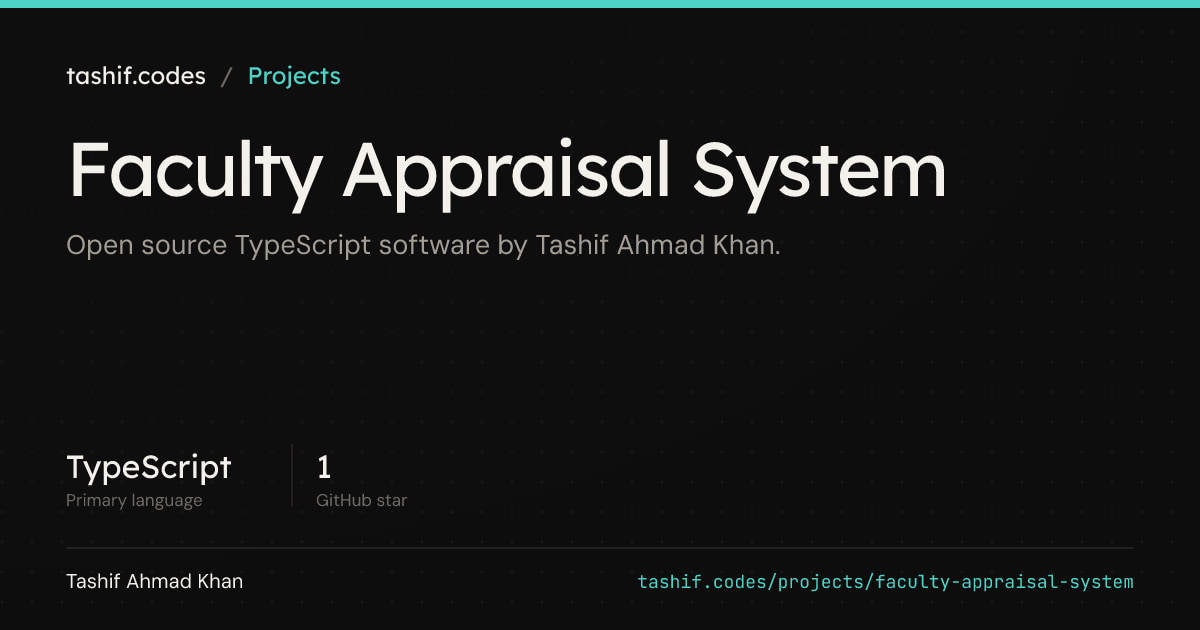 tashif.codes / Projects
Faculty Appraisal System
Open source TypeScript software by Tashif Ahmad Khan.
TypeScript
Primary language
1
GitHub star
Tashif Ahmad Khan
tashif.codes/projects/faculty-appraisal-system